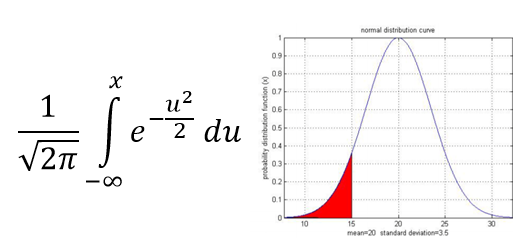 1/√2π ∫_{-∞}^{x} e^{-u²/2} du
normal distribution curve
probability distribution function (x)
1
0.9
0.8
0.7
0.6
0.5
0.4
0.3
0.2
0.1
0
10 15 20 25 30
mean=20 standard deviation=3.5